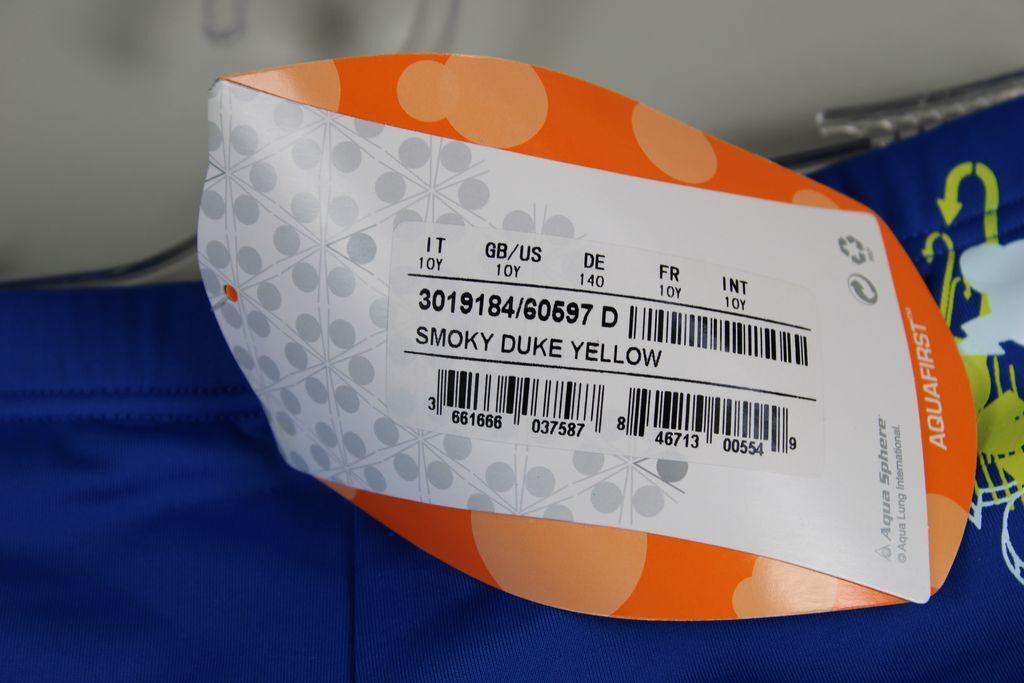 IT GB/US DE FR INT
10Y 10Y 140 10Y 10Y
3019184/60597 D
SMOKY DUKE YELLOW
3 661666 037587
8 46713 00554 9
AQUAFIRST
Aqua Sphere
© Aqua Lung International.